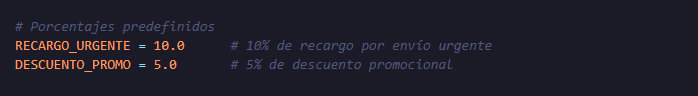 # Porcentajes predefinidos
RECARGO_URGENTE = 10.0      # 10% de recargo por envío urgente
DESCUENTO_PROMO = 5.0       # 5% de descuento promocional